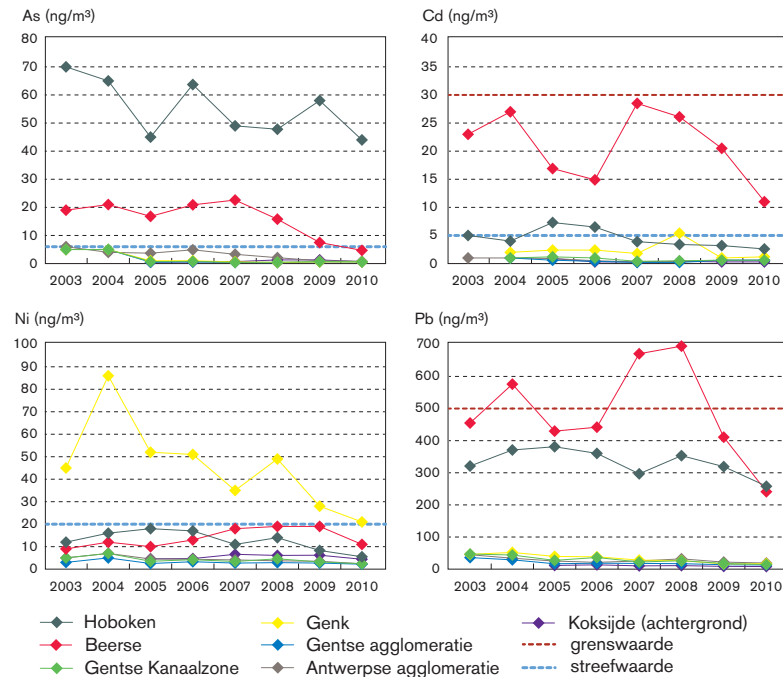 As (ng/m³)
80
70
60
50
40
30
20
10
0
2003 2004 2005 2006 2007 2008 2009 2010
Cd (ng/m³)
40
35
30
25
20
15
10
5
0
2003 2004 2005 2006 2007 2008 2009 2010
Ni (ng/m³)
100
90
80
70
60
50
40
30
20
10
0
2003 2004 2005 2006 2007 2008 2009 2010
Pb (ng/m³)
700
600
500
400
300
200
100
0
2003 2004 2005 2006 2007 2008 2009 2010
Hoboken
Beerse
Gentse Kanaalzone
Genk
Gentse agglomeratie
Antwerpse agglomeratie
Koksijde (achtergrond)
grenswaarde
streefwaarde